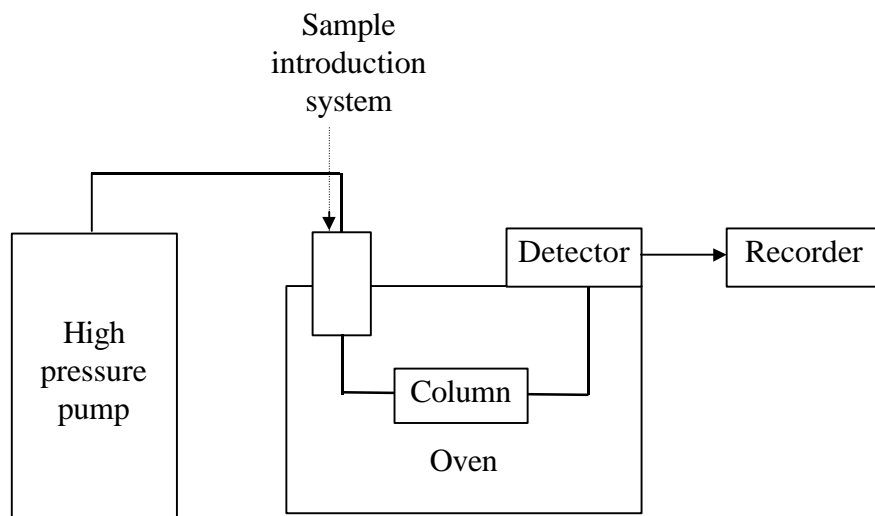 Sample
introduction
system
Detector
Recorder
High
pressure
pump
Column
Oven